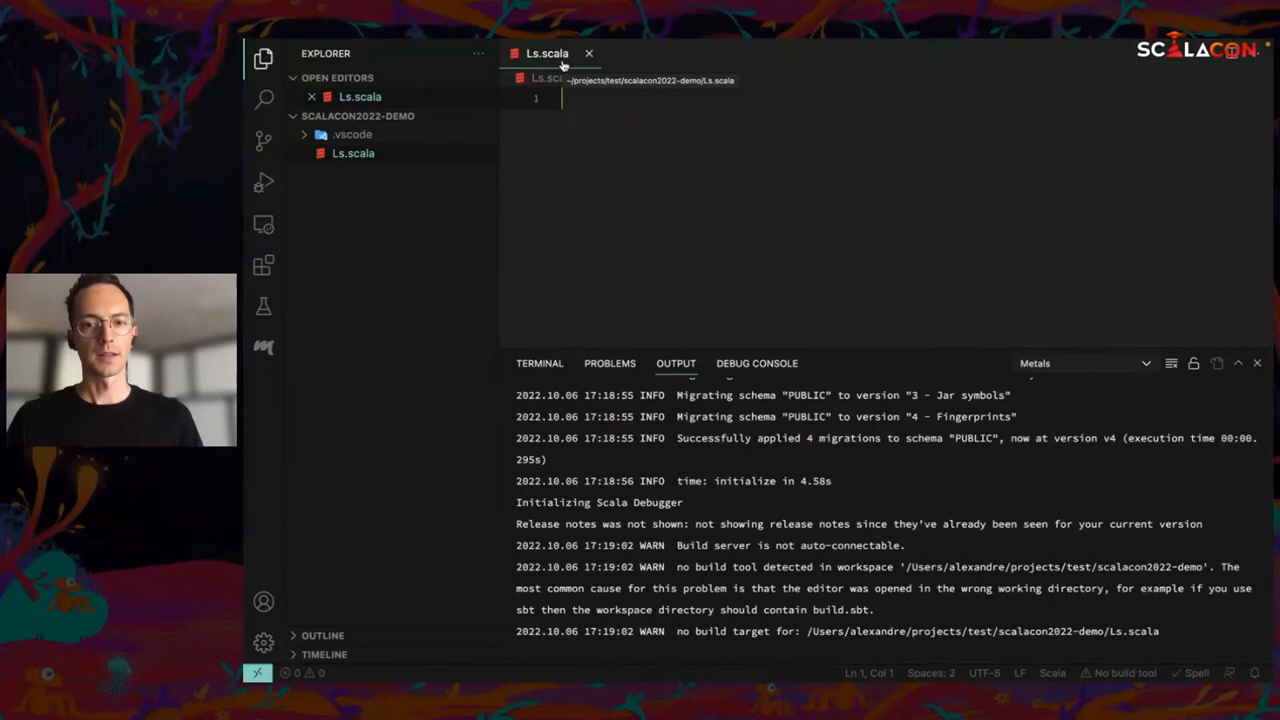 SCALACON
EXPLORER
OPEN EDITORS
Ls.scala
SCALACON2022-DEMO
.vscode
Ls.scala
OUTLINE
TIMELINE
Ls.scala
Ls.sc
~/projects/test/scalacon2022-demo/Ls.scala
1
TERMINAL PROBLEMS OUTPUT DEBUG CONSOLE Metals
2022.10.06 17:18:55 INFO Migrating schema "PUBLIC" to version "3 - Jar symbols"
2022.10.06 17:18:55 INFO Migrating schema "PUBLIC" to version "4 - Fingerprints"
2022.10.06 17:18:55 INFO Successfully applied 4 migrations to schema "PUBLIC", now at version v4 (execution time 00:00.
295s)
2022.10.06 17:18:56 INFO time: initialize in 4.58s
Initializing Scala Debugger
Release notes was not shown: not showing release notes since they've already been seen for your current version
2022.10.06 17:19:02 WARN Build server is not auto-connectable.
2022.10.06 17:19:02 WARN no build tool detected in workspace '/Users/alexandre/projects/test/scalacon2022-demo'. The
most common cause for this problem is that the editor was opened in the wrong working directory, for example if you use
sbt then the workspace directory should contain build.sbt.
2022.10.06 17:19:02 WARN no build target for: /Users/alexandre/projects/test/scalacon2022-demo/Ls.scala
0 0 Ln 1, Col 1 Spaces: 2 UTF-8 LF Scala No build tool Spell